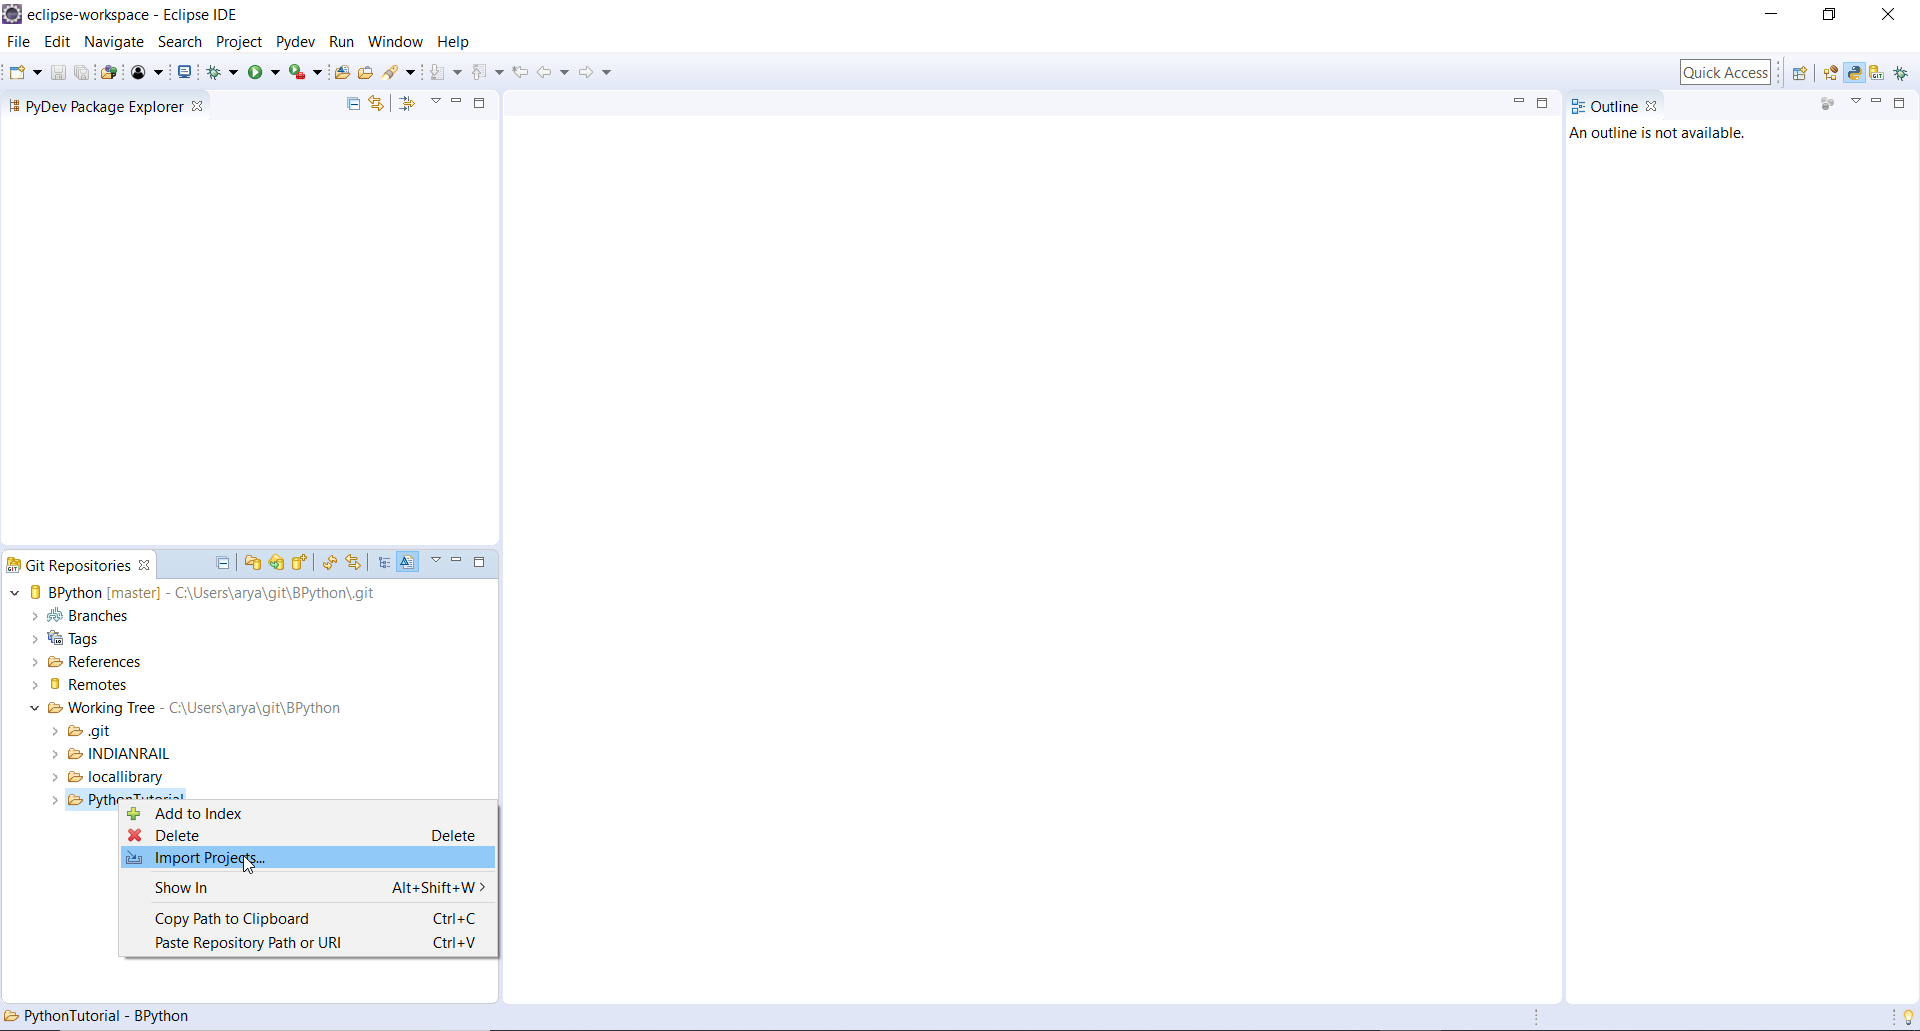 eclipse-workspace - Eclipse IDE
File Edit Navigate Search Project Pydev Run Window Help
Quick Access
PyDev Package Explorer
Outline
An outline is not available.
Git Repositories
BPython [master] - C:\Users\arya\git\BPython\.git
Branches
Tags
References
Remotes
Working Tree - C:\Users\arya\git\BPython
.git
INDIANRAIL
locallibrary
PythonTutorial
Add to Index
Delete Delete
Import Projects...
Show In Alt+Shift+W >
Copy Path to Clipboard Ctrl+C
Paste Repository Path or URI Ctrl+V
PythonTutorial - BPython